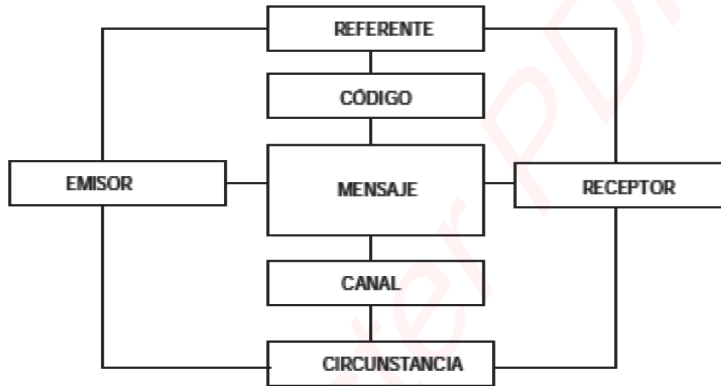 REFERENTE
CÓDIGO
EMISOR
MENSAJE
RECEPTOR
CANAL
CIRCUNSTANCIA